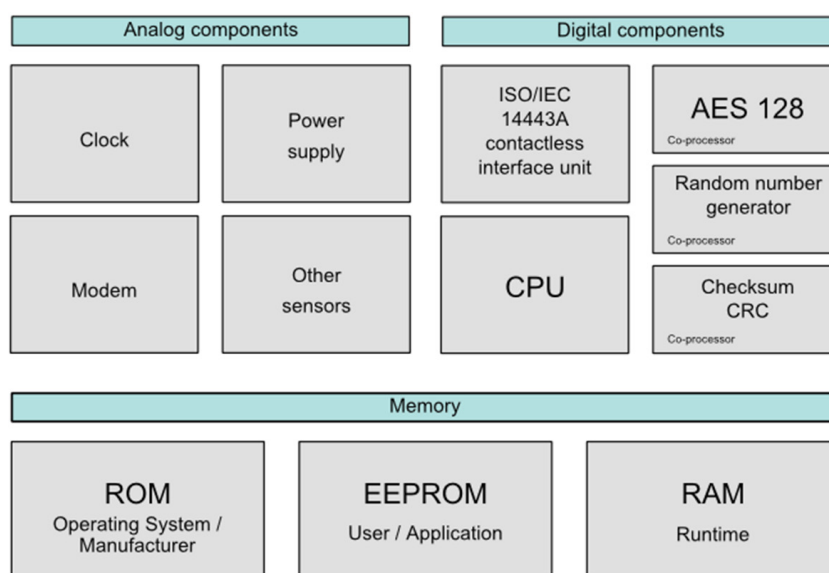 Analog components
Digital components
Clock
Power
supply
ISO/IEC
14443A
contactless
interface unit
AES 128
Co-processor
Random number
generator
Co-processor
Modem
Other
sensors
CPU
Checksum
CRC
Co-processor
Memory
ROM
Operating System /
Manufacturer
EEPROM
User / Application
RAM
Runtime